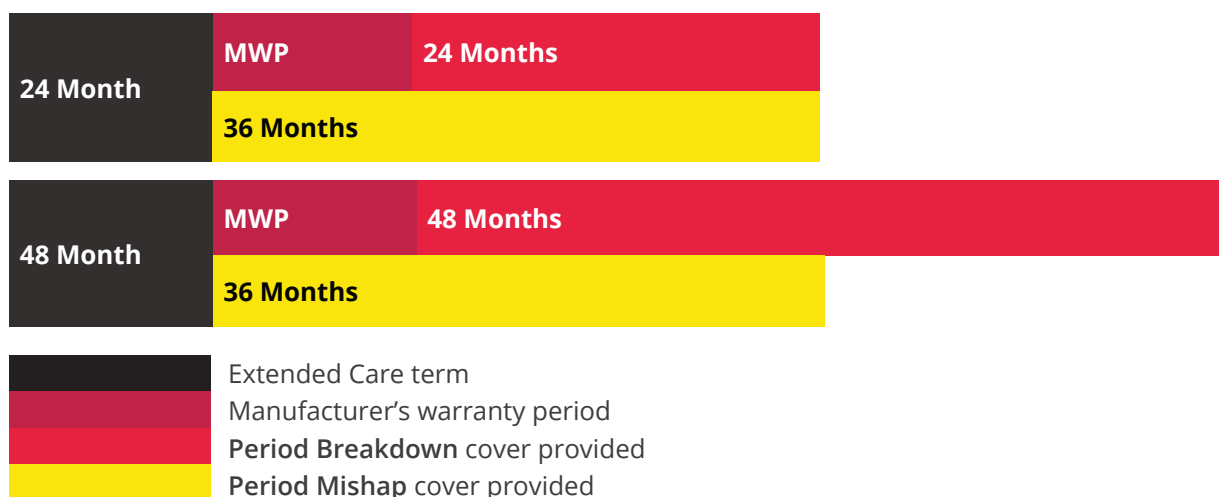 24 Month
MWP
24 Months
36 Months
48 Month
MWP
48 Months
36 Months
Extended Care term
Manufacturer’s warranty period
Period Breakdown cover provided
Period Mishap cover provided